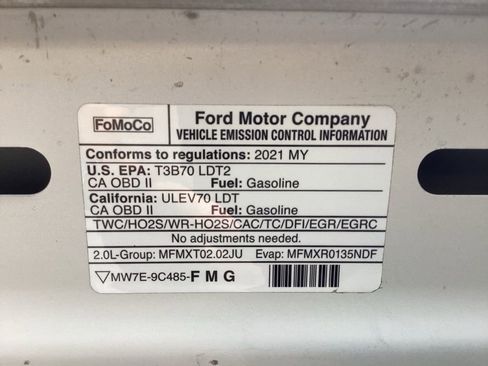 FoMoCo
Ford Motor Company
VEHICLE EMISSION CONTROL INFORMATION
Conforms to regulations: 2021 MY
U.S. EPA: T3B70 LDT2
CA OBD II Fuel: Gasoline
California: ULEV70 LDT
CA OBD II Fuel: Gasoline
TWC/HO2S/WR-HO2S/CAC/TC/DFI/EGR/EGRC
No adjustments needed.
2.0L-Group: MFMXT02.02JU Evap: MFMXR0135NDF
MW7E-9C485-F M G